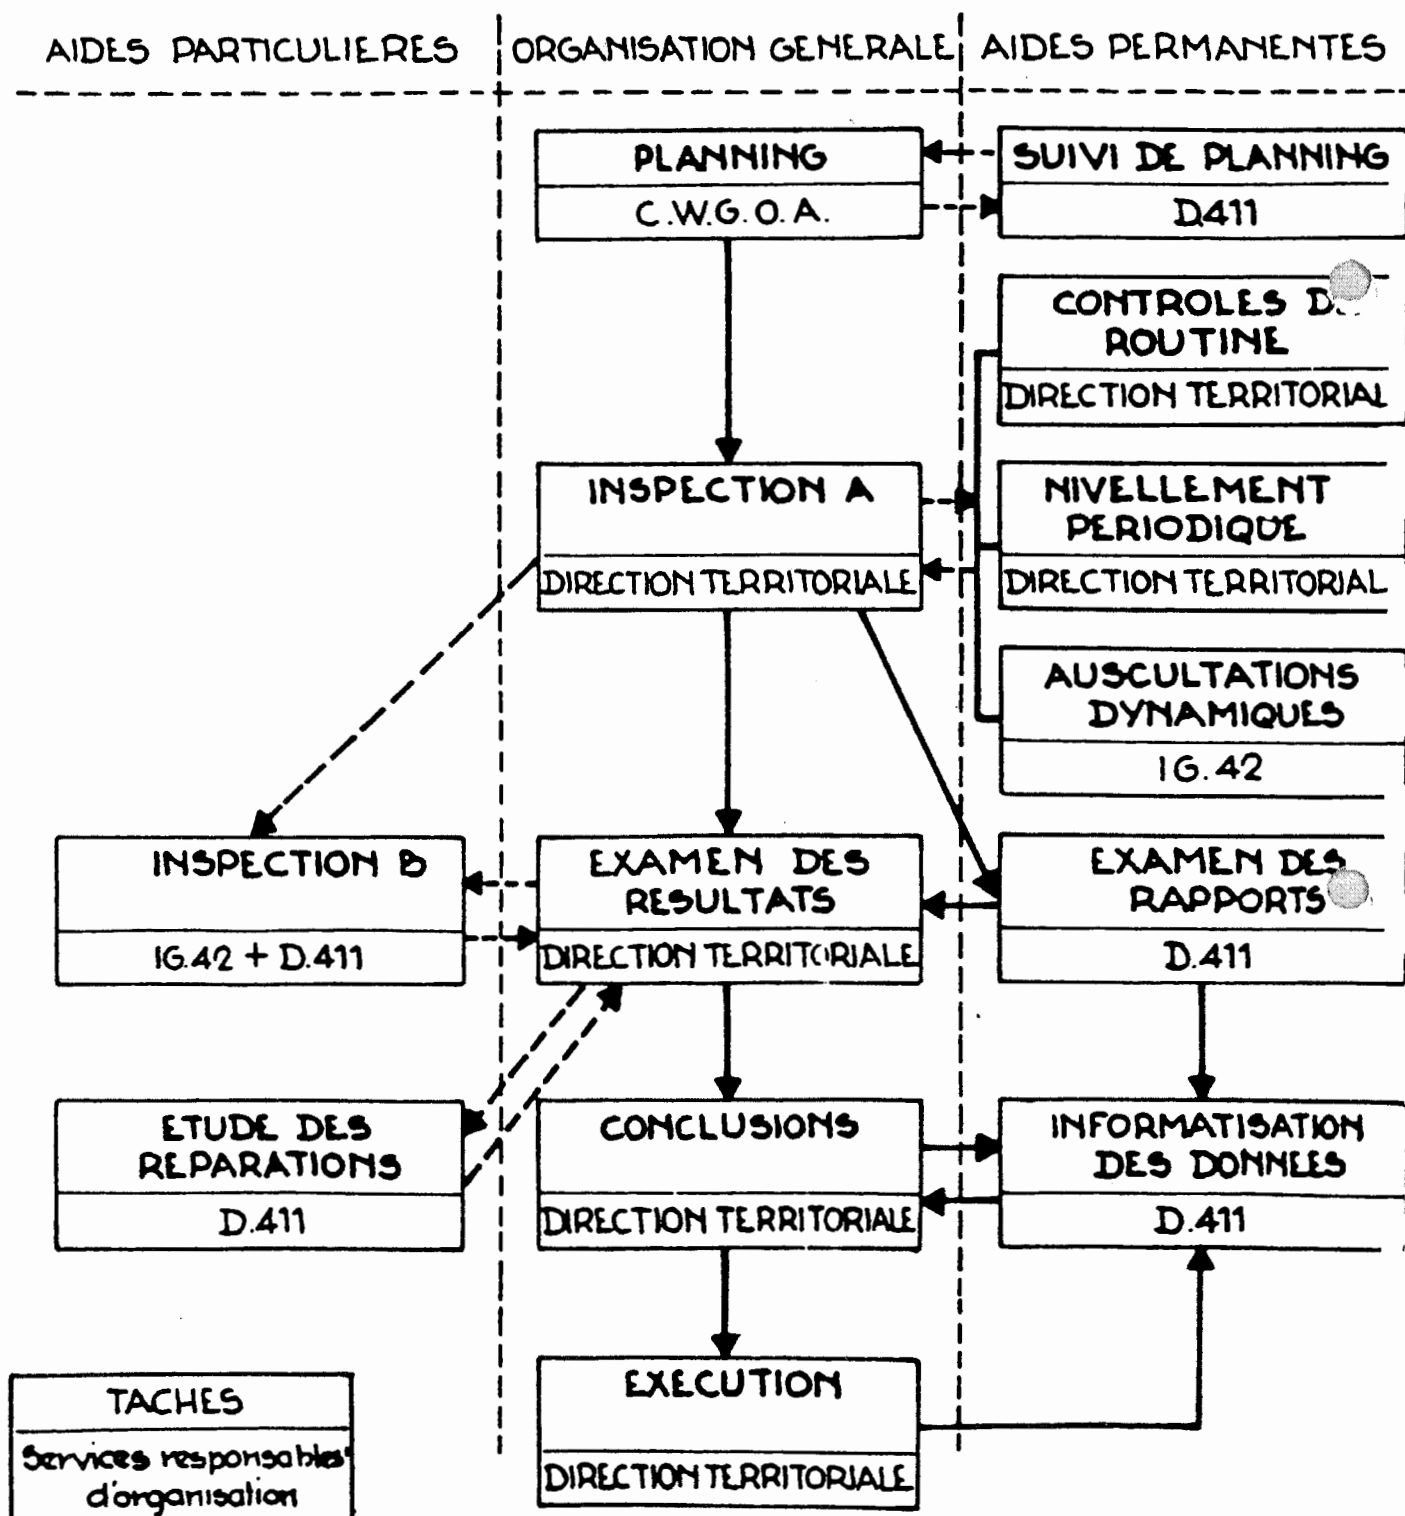 AIDES PARTICULIERES
ORGANISATION GENERALE
AIDES PERMANENTES
PLANNING
C.W.G.O.A.
SUIVI DE PLANNING
D.411
CONTROLES
ROUTINE
DIRECTION TERRITORIAL
INSPECTION A
DIRECTION TERRITORIALE
NIVELLEMENT
PERIODIQUE
DIRECTION TERRITORIAL
AUSCULTATIONS
DYNAMIQUES
IG.42
INSPECTION B
IG.42 + D.411
EXAMEN DES
RESULTATS
DIRECTION TERRITORIALE
EXAMEN DES
RAPPORTS
D.411
ETUDE DES
REPARATIONS
D.411
CONCLUSIONS
DIRECTION TERRITORIALE
INFORMATISATION
DES DONNEES
D.411
EXECUTION
DIRECTION TERRITORIALE
TACHES
Services responsables
d'organisation